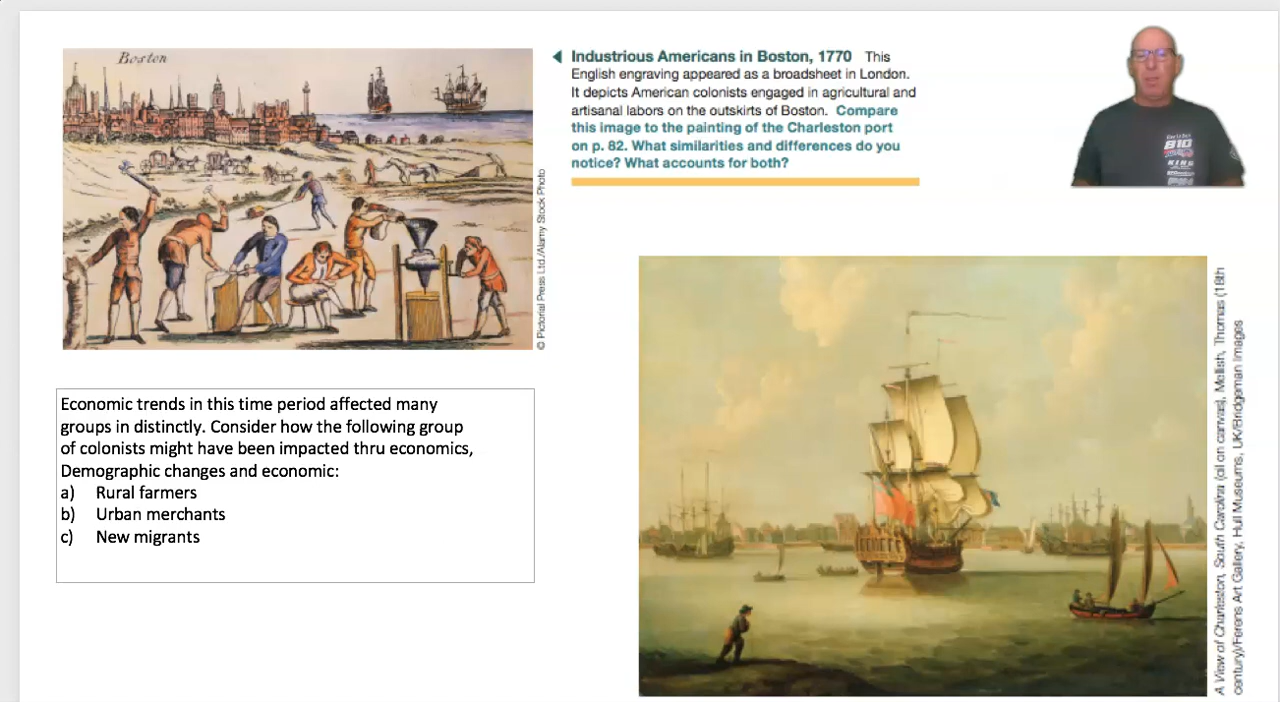 Boston
Industrious Americans in Boston, 1770 This
English engraving appeared as a broadsheet in London.
It depicts American colonists engaged in agricultural and
artisanal labors on the outskirts of Boston. Compare
this image to the painting of the Charleston port
on p. 82. What similarities and differences do you
notice? What accounts for both?
© Pictorial Press Ltd./Alamy Stock Photo
810
KING
Economic trends in this time period affected many
groups in distinctly. Consider how the following group
of colonists might have been impacted thru economics,
Demographic changes and economic:
a) Rural farmers
b) Urban merchants
c) New migrants
A View of Charleston, South Carolina (oil on canvas), Mellish, Thomas (18th
century)/Ferens Art Gallery, Hull Museums, UK/Bridgeman Images